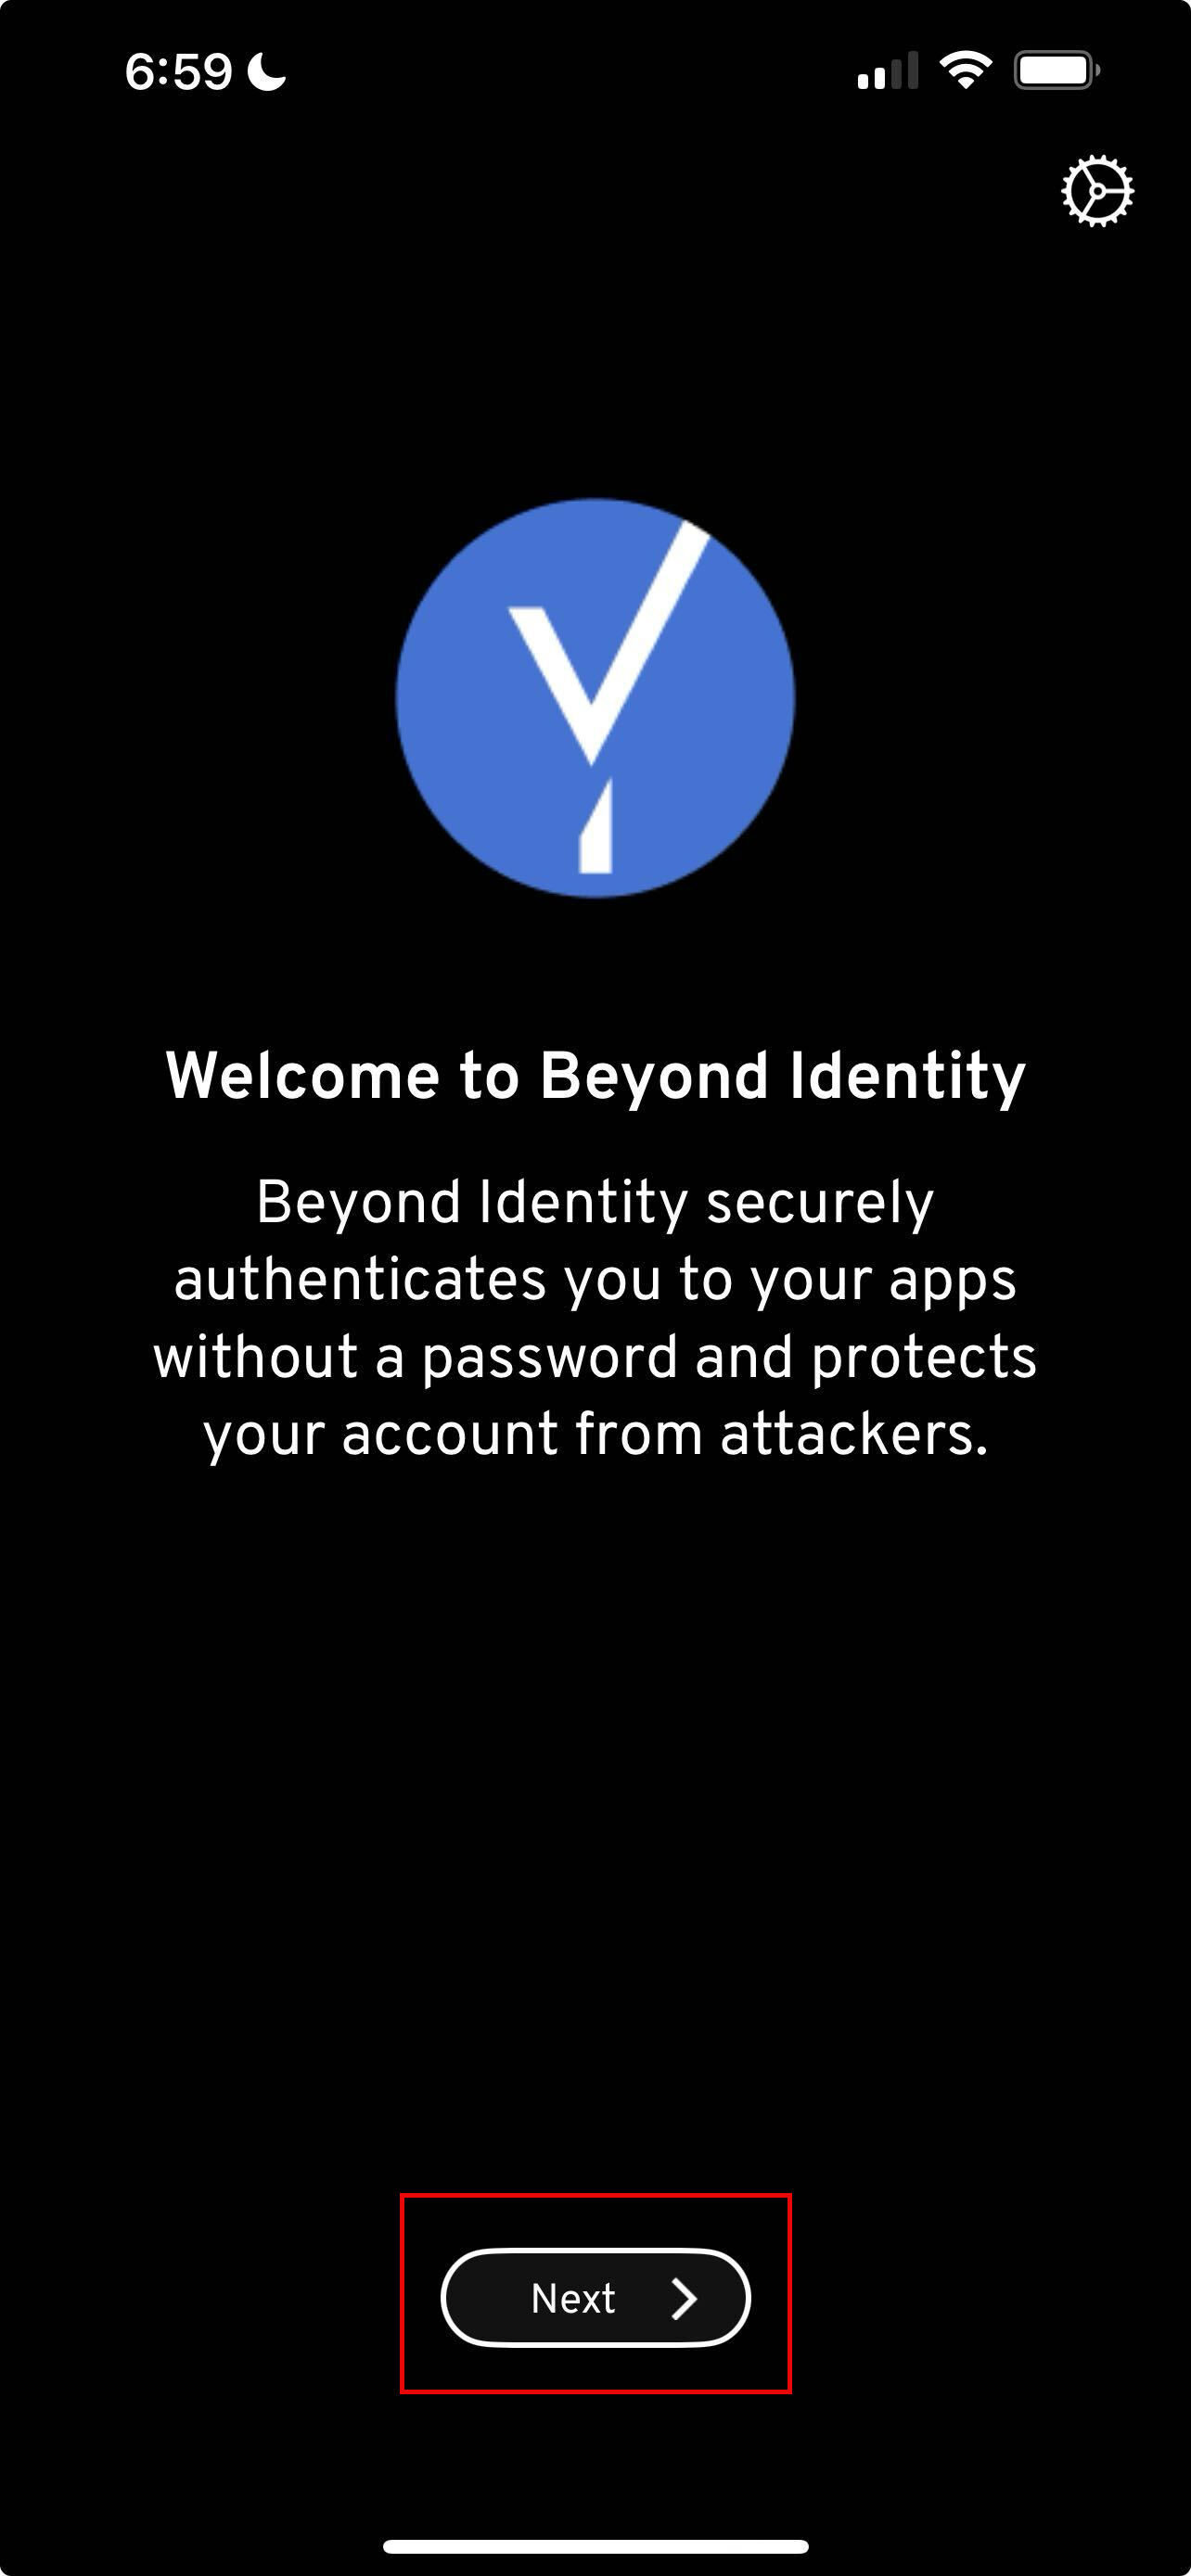 6:59
Welcome to Beyond Identity
Beyond Identity securely
authenticates you to your apps
without a password and protects
your account from attackers.
Next